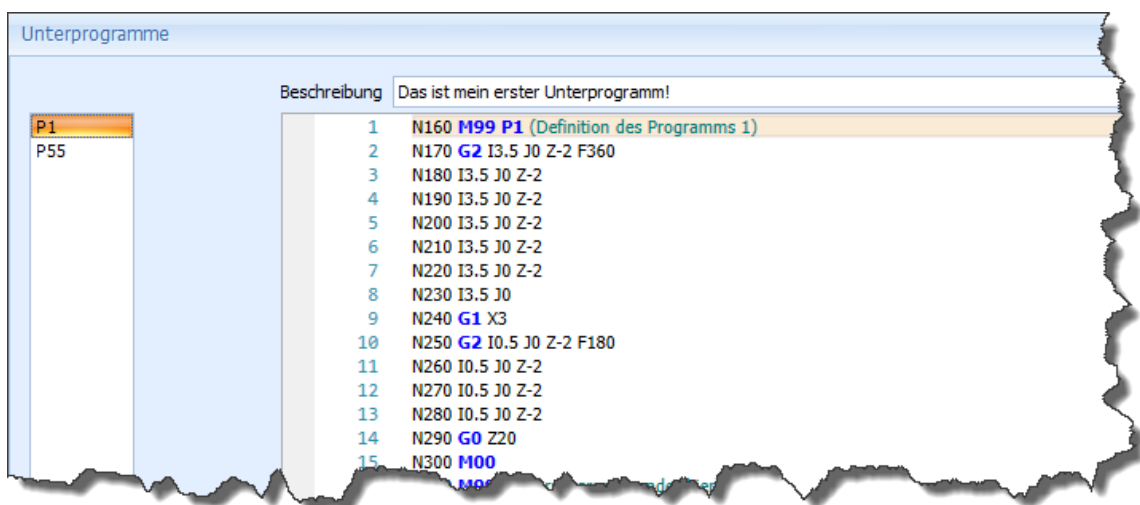 Unterprogramme
Beschreibung Das ist mein erster Unterprogramm!
P1
P55
1 N160 M99 P1 (Definition des Programms 1)
2 N170 G2 I3.5 J0 Z-2 F360
3 N180 I3.5 J0 Z-2
4 N190 I3.5 J0 Z-2
5 N200 I3.5 J0 Z-2
6 N210 I3.5 J0 Z-2
7 N220 I3.5 J0 Z-2
8 N230 I3.5 J0
9 N240 G1 X3
10 N250 G2 I0.5 J0 Z-2 F180
11 N260 I0.5 J0 Z-2
12 N270 I0.5 J0 Z-2
13 N280 I0.5 J0 Z-2
14 N290 G0 Z20
15 N300 M00